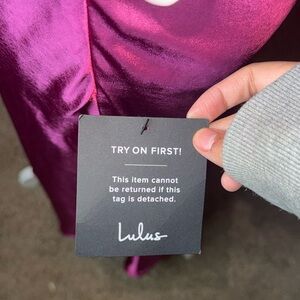 TRY ON FIRST!
This item cannot
be returned if this
tag is detached.
Lulus